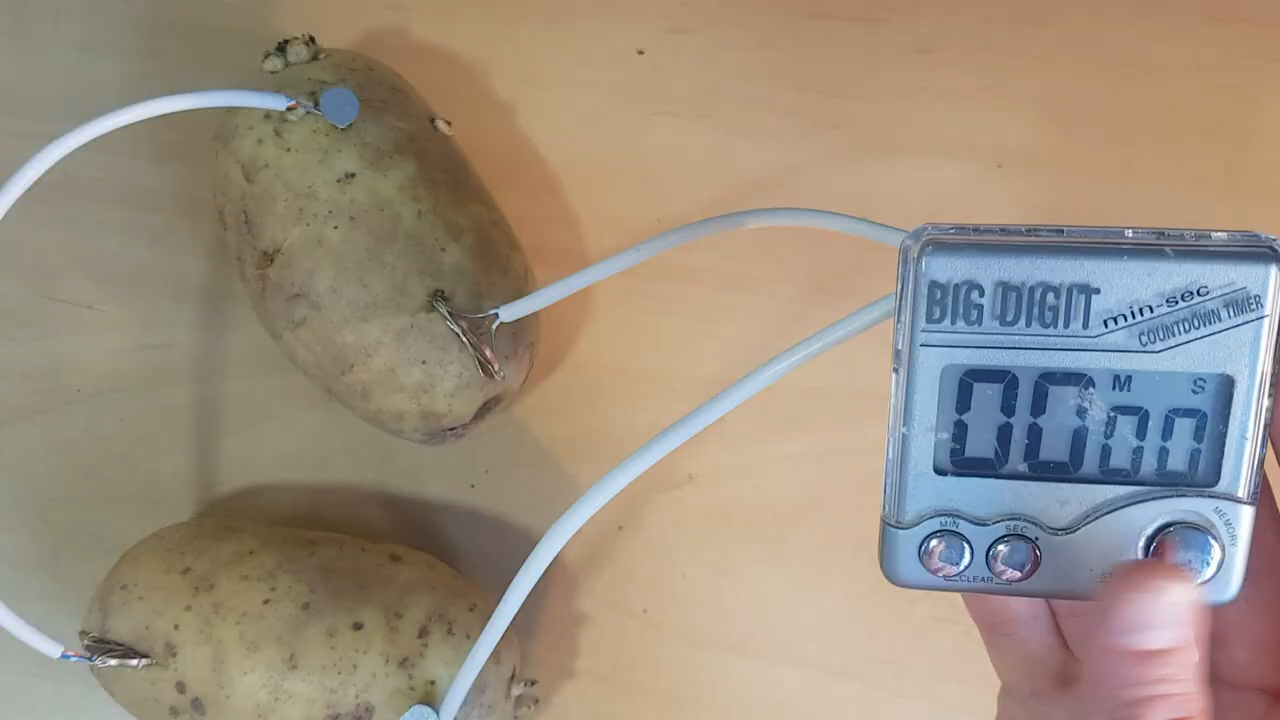 BIG DIGIT min-sec
COUNTDOWN TIMER
M S
00 00
MIN SEC
CLEAR
MEMORY